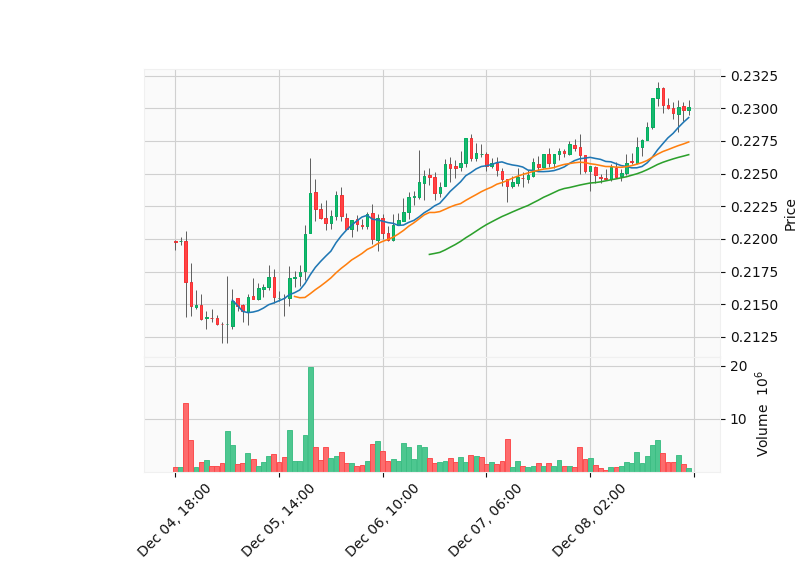 0.2325
0.2300
0.2275
0.2250
0.2225
0.2200
0.2175
0.2150
0.2125
Price
20
10
Volume 10^6
Dec 04, 18:00
Dec 05, 14:00
Dec 06, 10:00
Dec 07, 06:00
Dec 08, 02:00